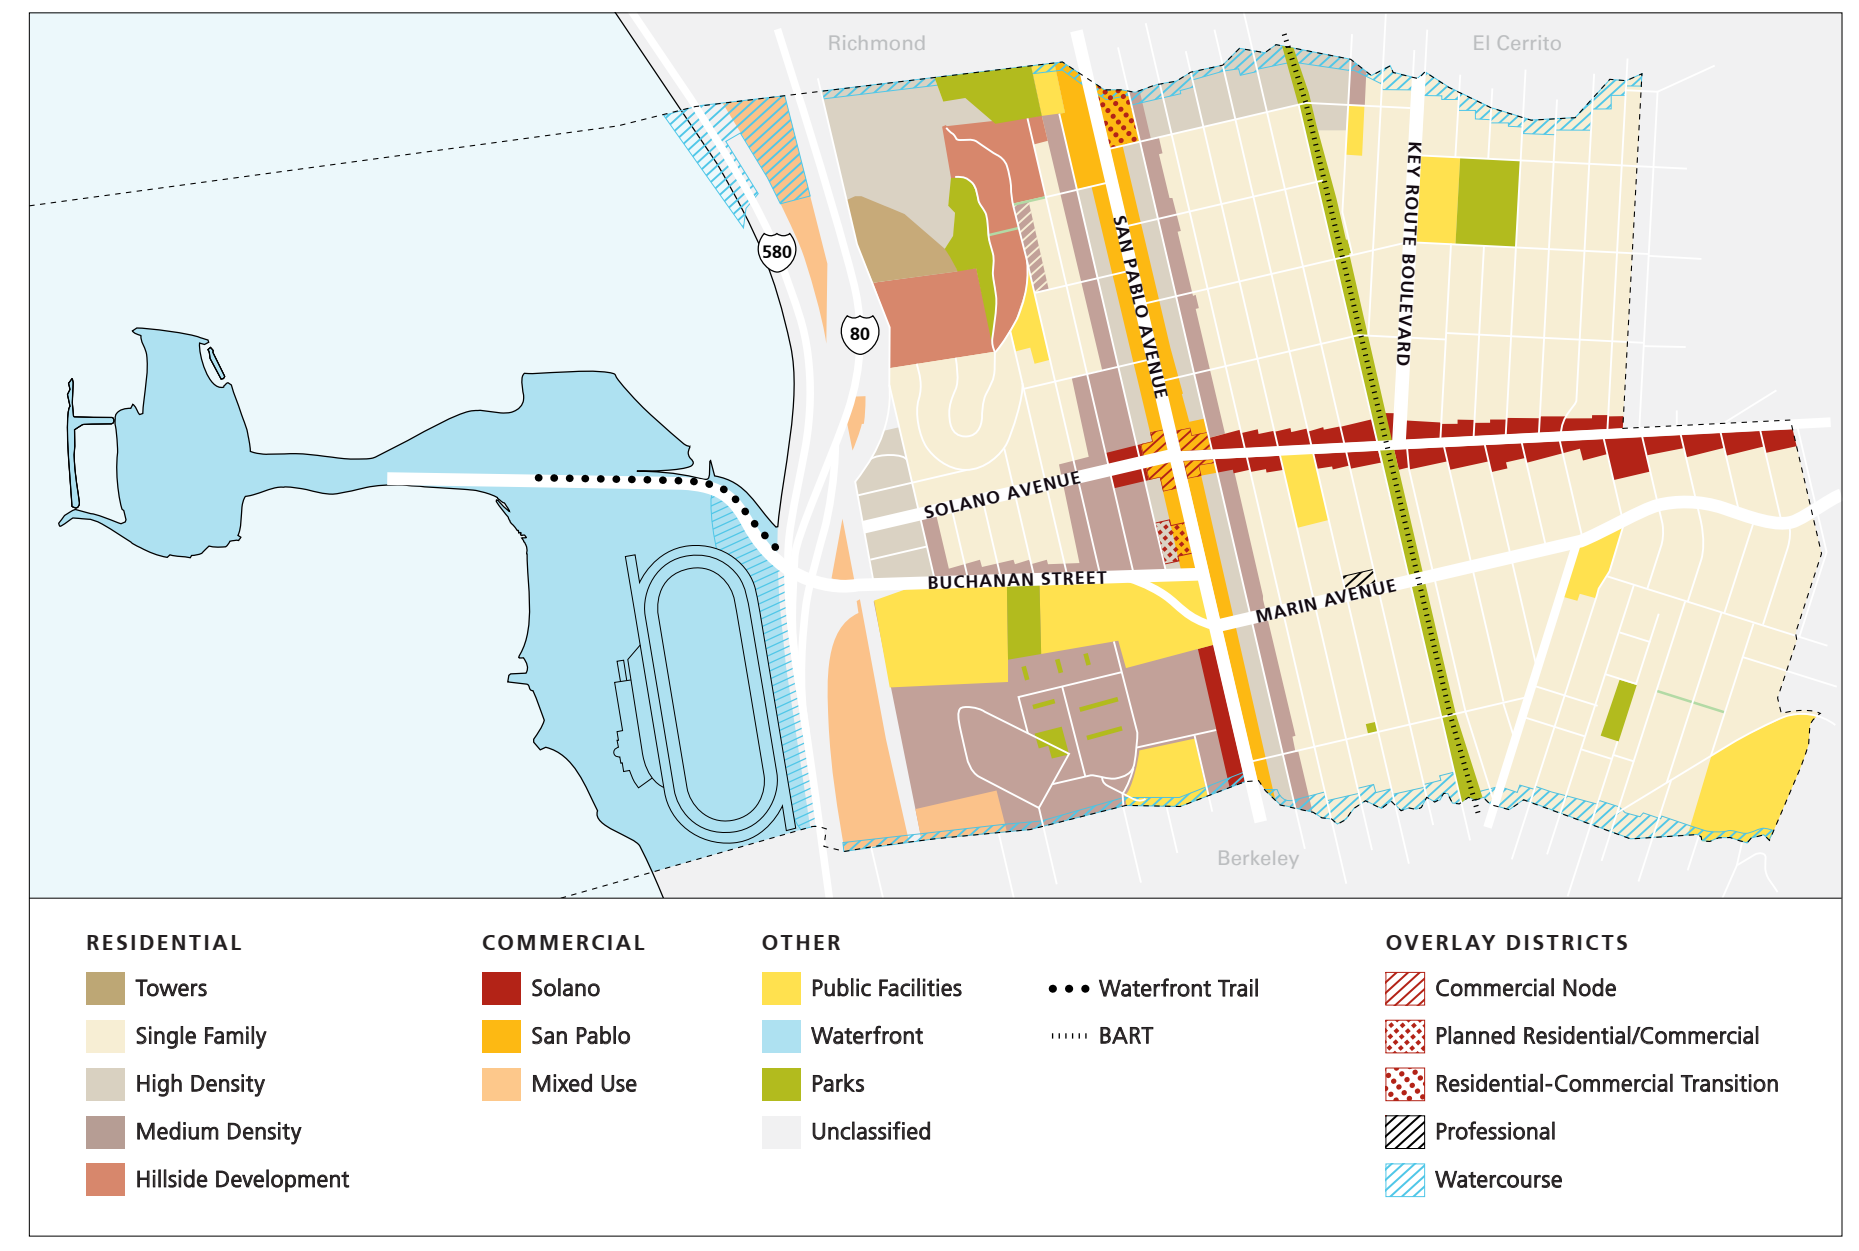 Richmond
El Cerrito
580
80
SAN PABLO AVENUE
KEY ROUTE BOULEVARD
SOLANO AVENUE
BUCHANAN STREET
MARIN AVENUE
Berkeley
RESIDENTIAL
Towers
Single Family
High Density
Medium Density
Hillside Development
COMMERCIAL
Solano
San Pablo
Mixed Use
OTHER
Public Facilities
Waterfront
Parks
Unclassified
Waterfront Trail
BART
OVERLAY DISTRICTS
Commercial Node
Planned Residential/Commercial
Residential-Commercial Transition
Professional
Watercourse